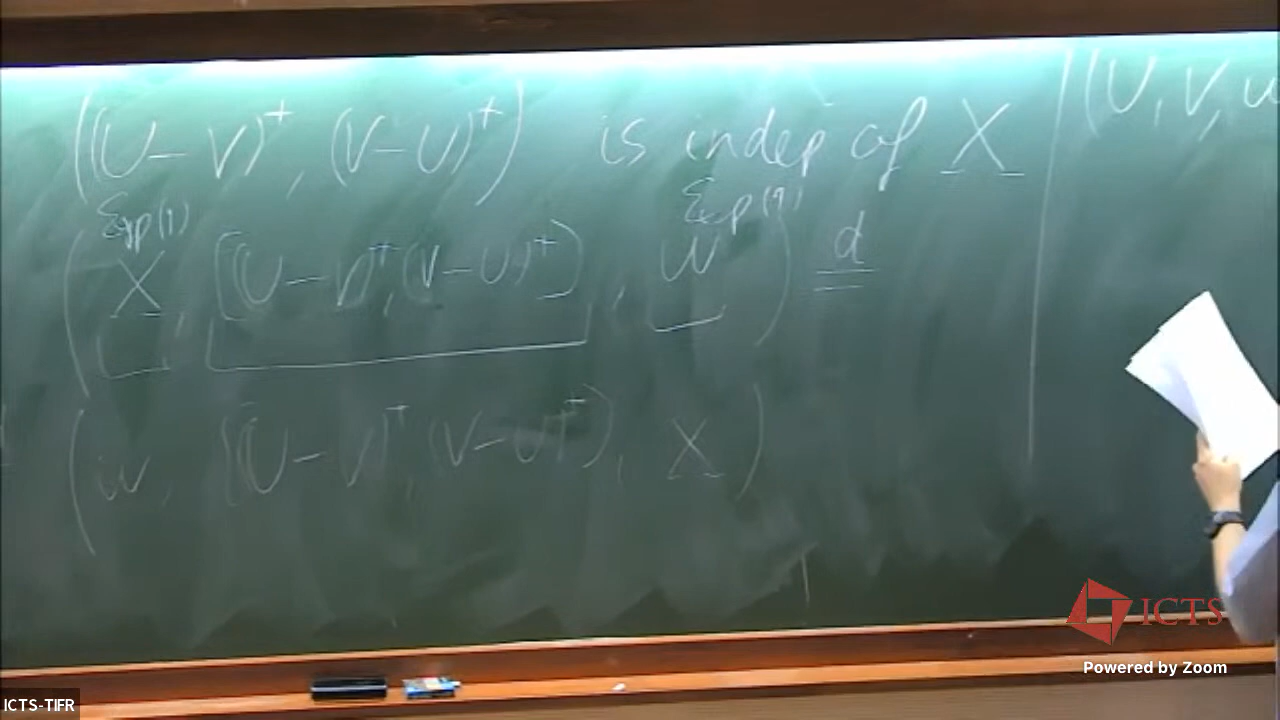 ((U-V)⁺, (V-U)⁺) is indep of X
Exp(1) Exp(1)
(X, [(U-V)⁺, (V-U)⁺], W) d=
(W, ((U-V)⁺, (V-U)⁺), X)
(U, V, W
ICTS
Powered by Zoom
ICTS-TIFR